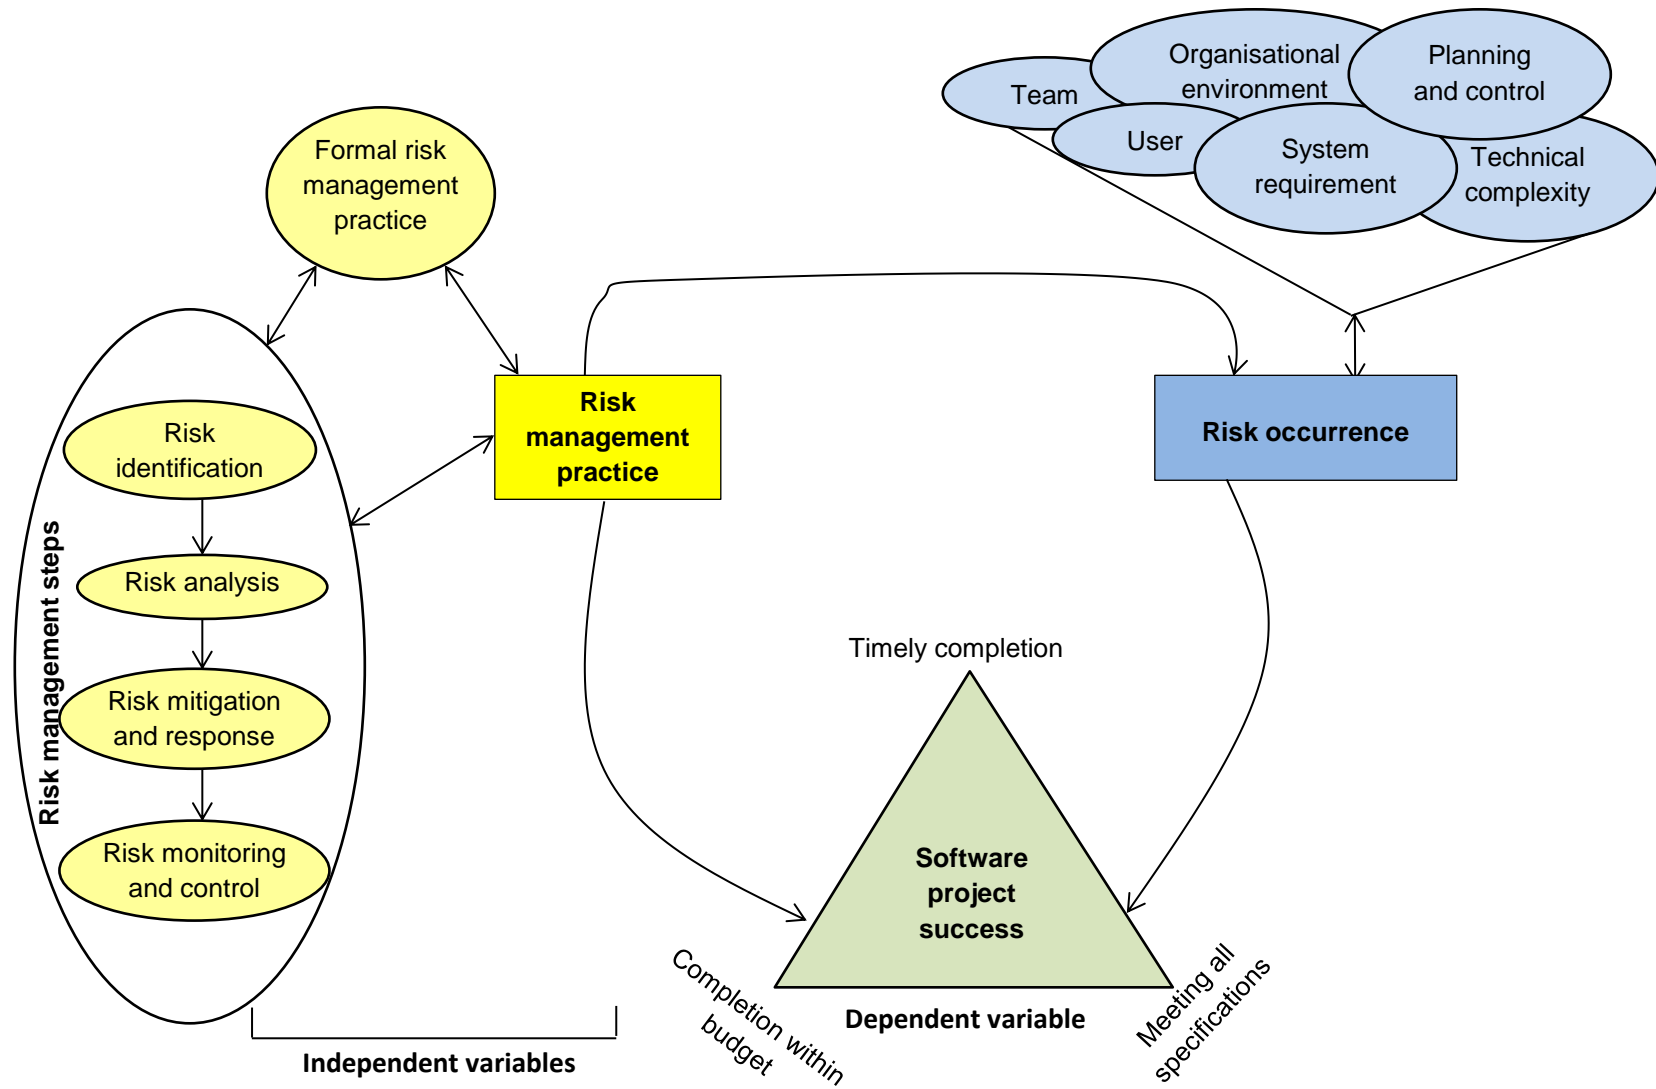 Organisational
environment
Planning
and control
Team
User
System
requirement
Technical
complexity
Formal risk
management
practice
Risk
management
practice
Risk occurrence
Risk management steps
Risk
identification
Risk analysis
Risk mitigation
and response
Risk monitoring
and control
Timely completion
Software
project
success
Completion within
budget
Meeting all
specifications
Dependent variable
Independent variables